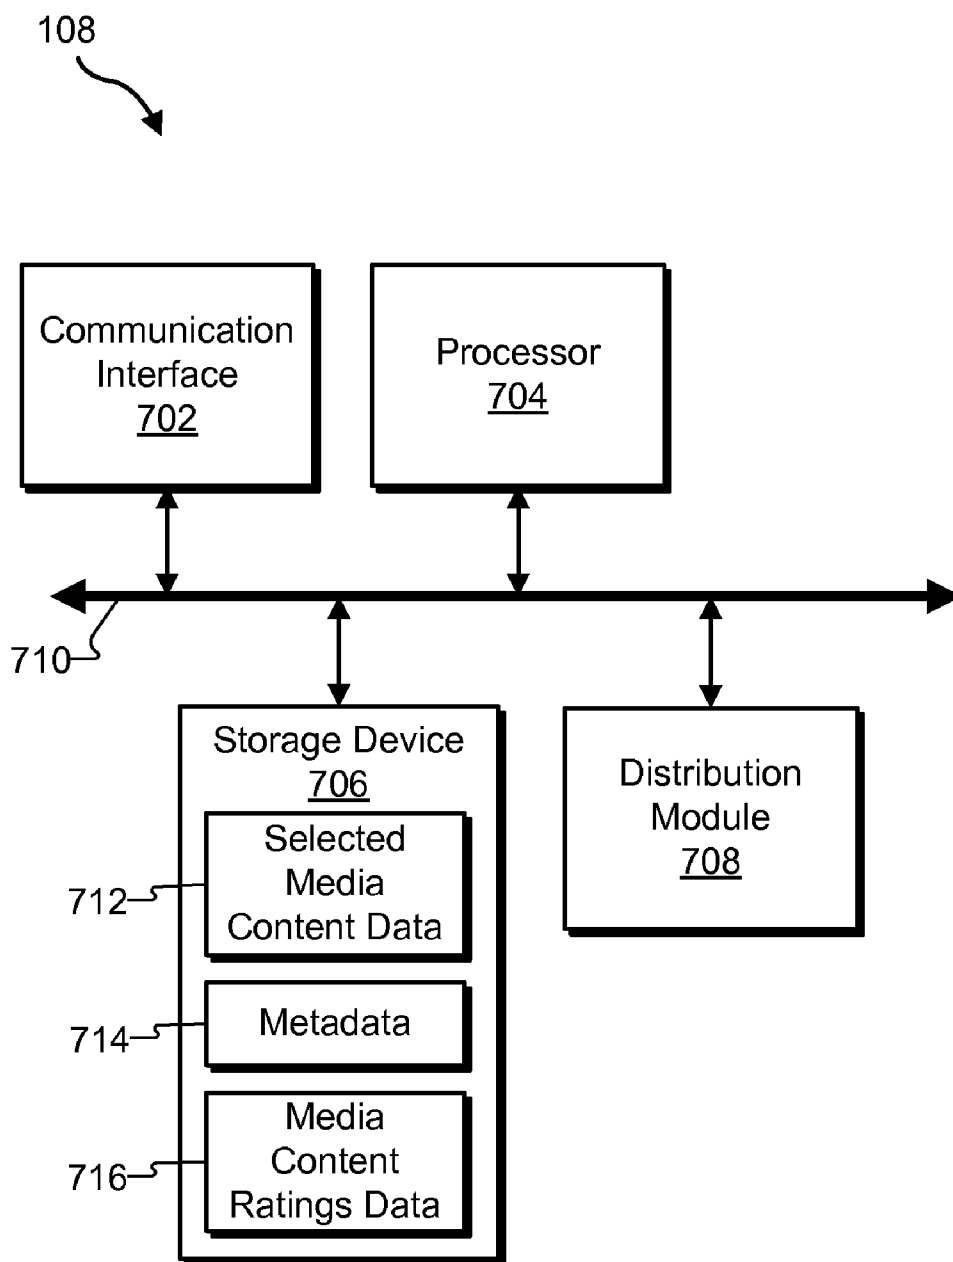 108
Communication
Interface
702
Processor
704
710
Storage Device
706
Selected
Media
Content Data
712
Metadata
714
Media
Content
Ratings Data
716
Distribution
Module
708